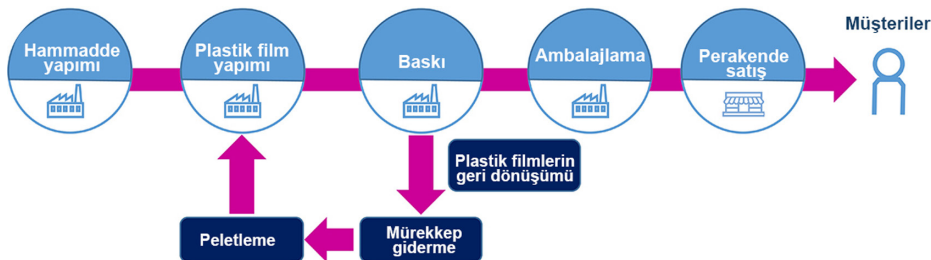 Hammadde
yapımı
Plastik film
yapımı
Baskı
Ambalajlama
Perakende
satış
Müşteriler
Plastik filmlerin
geri dönüşümü
Peletleme
Mürekkep
giderme